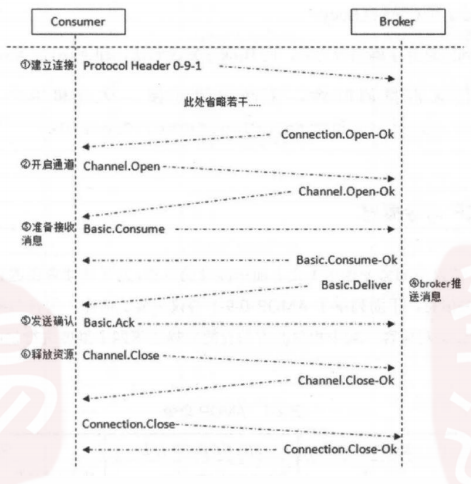 Consumer
Broker
①建立连接
Protocol Header 0-9-1
此处省略若干.....
Connection.Open-Ok
②开启通道
Channel.Open
Channel.Open-Ok
③准备接收
消息
Basic.Consume
Basic.Consume-Ok
Basic.Deliver
④broker推
送消息
⑤发送确认
Basic.Ack
⑥释放资源
Channel.Close
Channel.Close-Ok
Connection.Close
Connection.Close-Ok